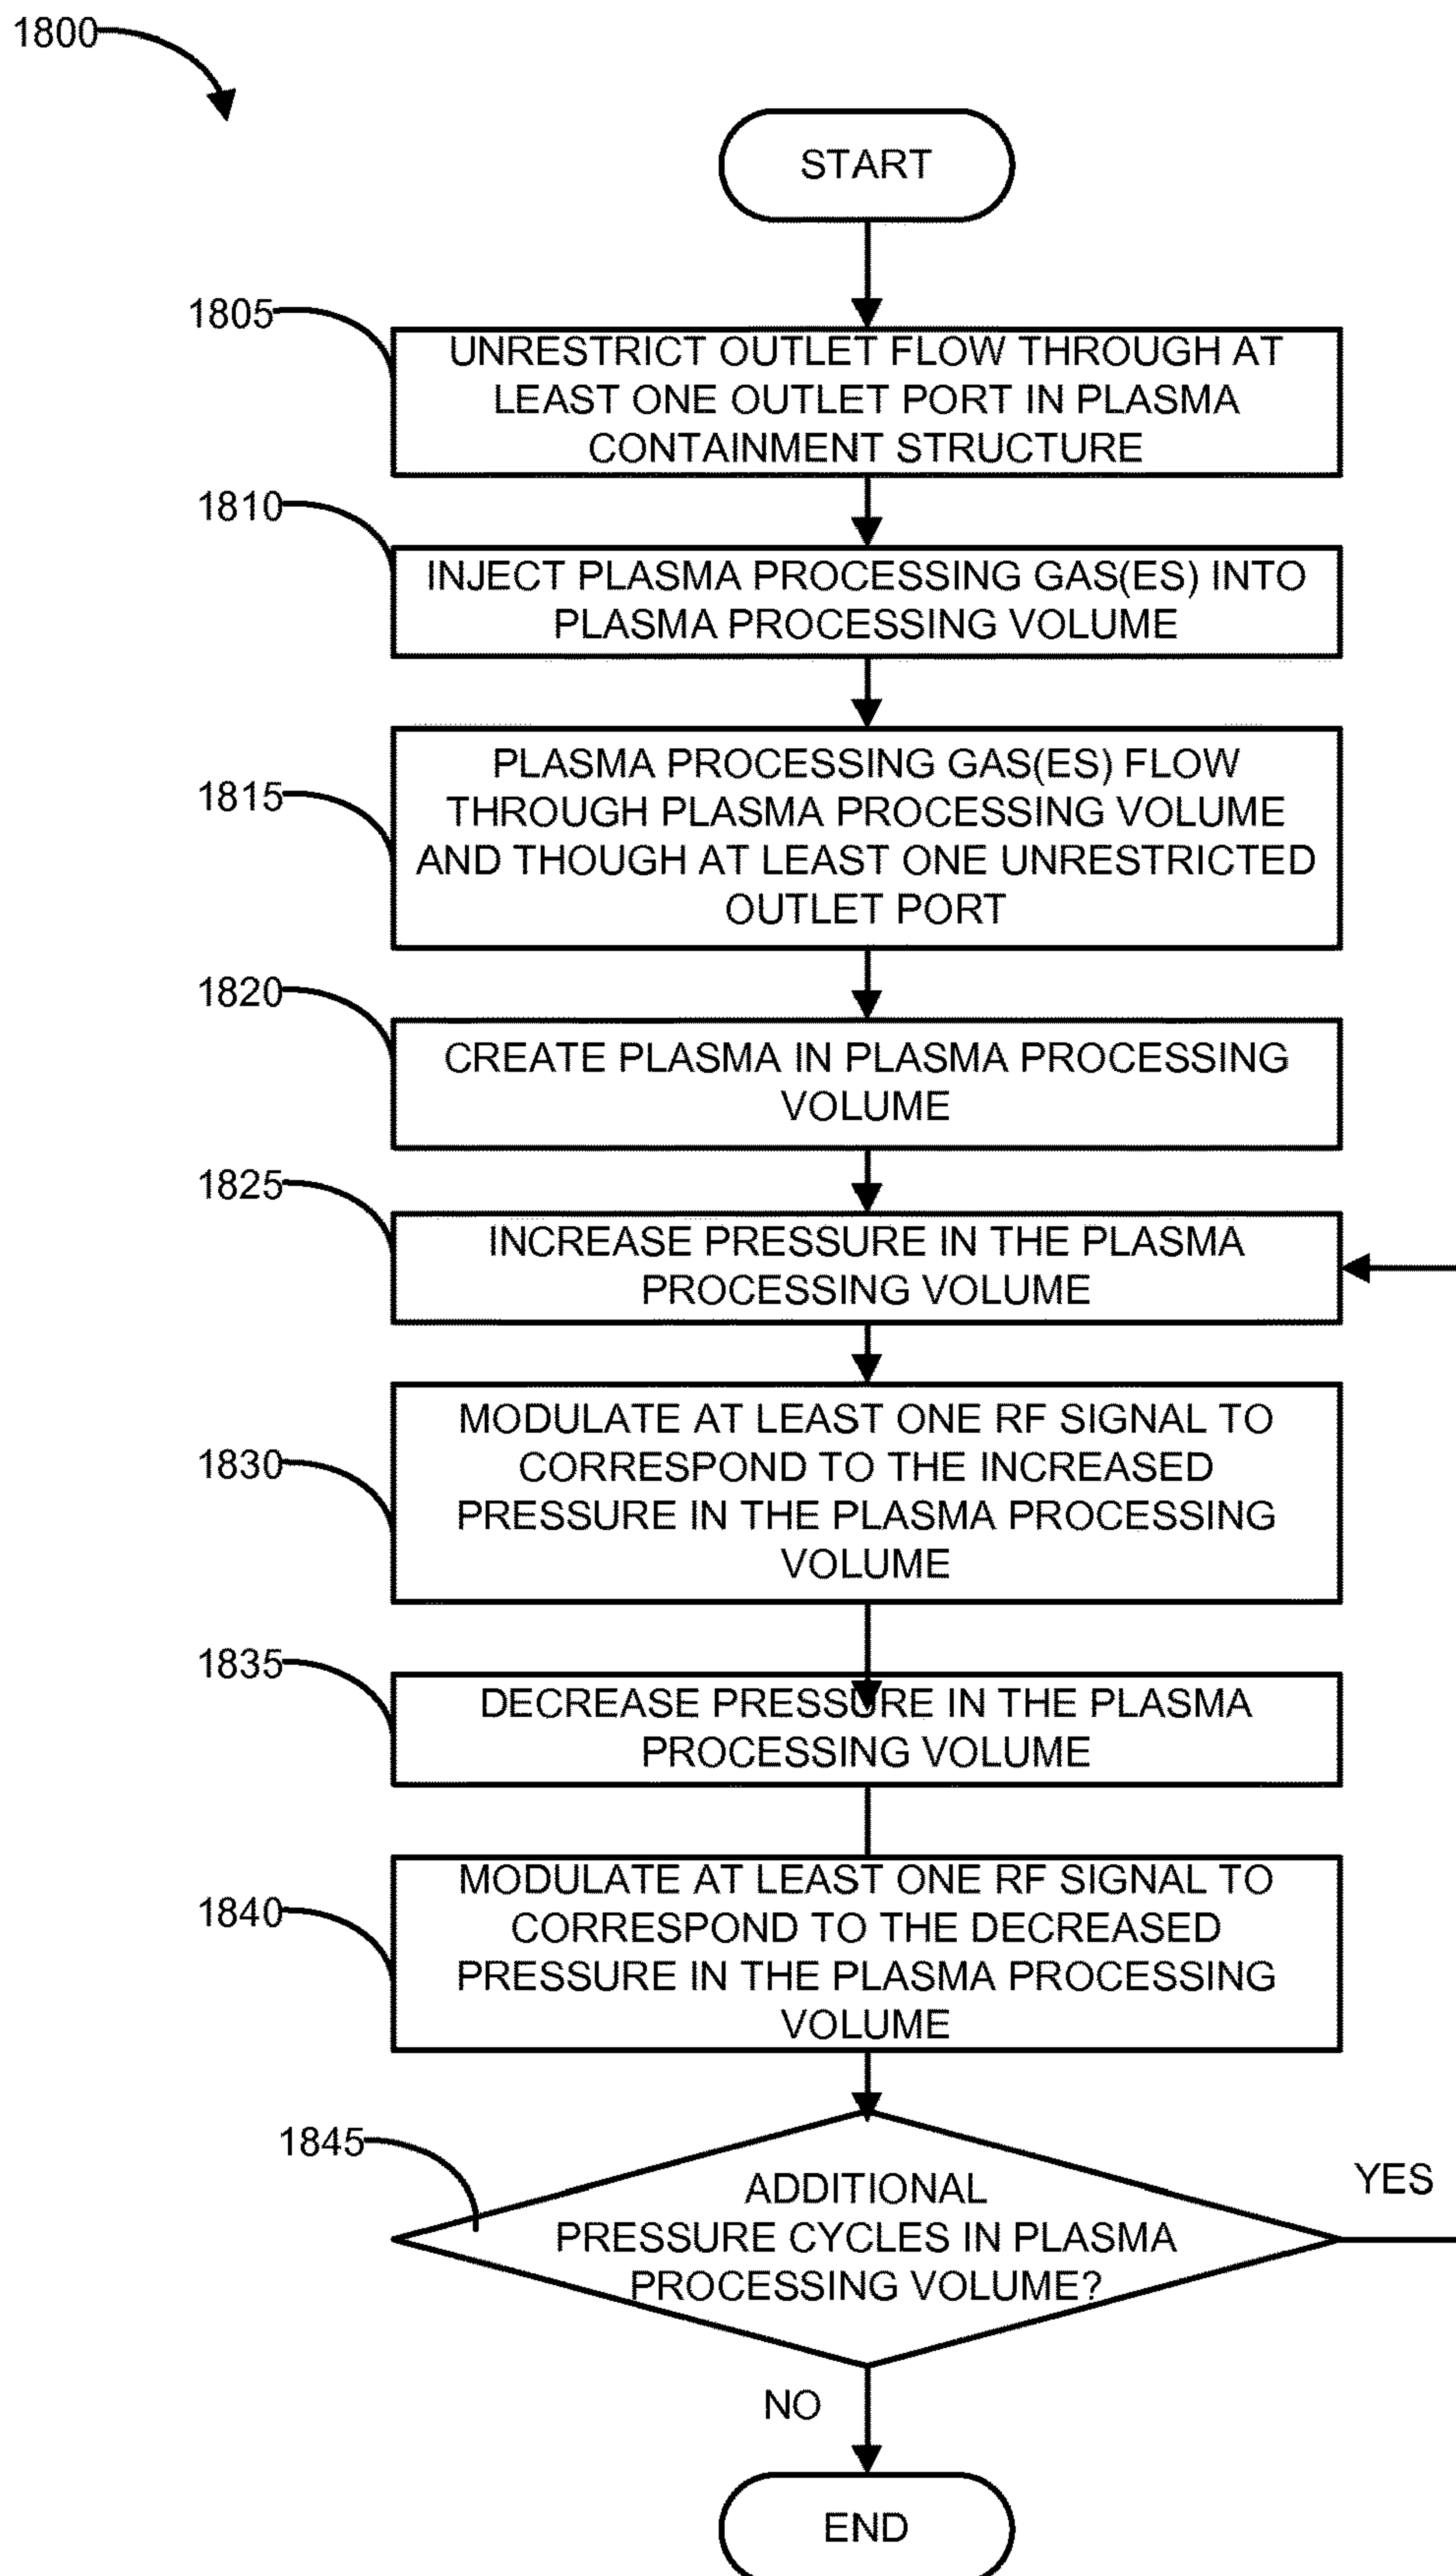 1800
START
1805
UNRESTRICT OUTLET FLOW THROUGH AT
LEAST ONE OUTLET PORT IN PLASMA
CONTAINMENT STRUCTURE
1810
INJECT PLASMA PROCESSING GAS(ES) INTO
PLASMA PROCESSING VOLUME
1815
PLASMA PROCESSING GAS(ES) FLOW
THROUGH PLASMA PROCESSING VOLUME
AND THOUGH AT LEAST ONE UNRESTRICTED
OUTLET PORT
1820
CREATE PLASMA IN PLASMA PROCESSING
VOLUME
1825
INCREASE PRESSURE IN THE PLASMA
PROCESSING VOLUME
1830
MODULATE AT LEAST ONE RF SIGNAL TO
CORRESPOND TO THE INCREASED
PRESSURE IN THE PLASMA PROCESSING
VOLUME
1835
DECREASE PRESSURE IN THE PLASMA
PROCESSING VOLUME
1840
MODULATE AT LEAST ONE RF SIGNAL TO
CORRESPOND TO THE DECREASED
PRESSURE IN THE PLASMA PROCESSING
VOLUME
1845
ADDITIONAL
PRESSURE CYCLES IN PLASMA
PROCESSING VOLUME?
YES
NO
END